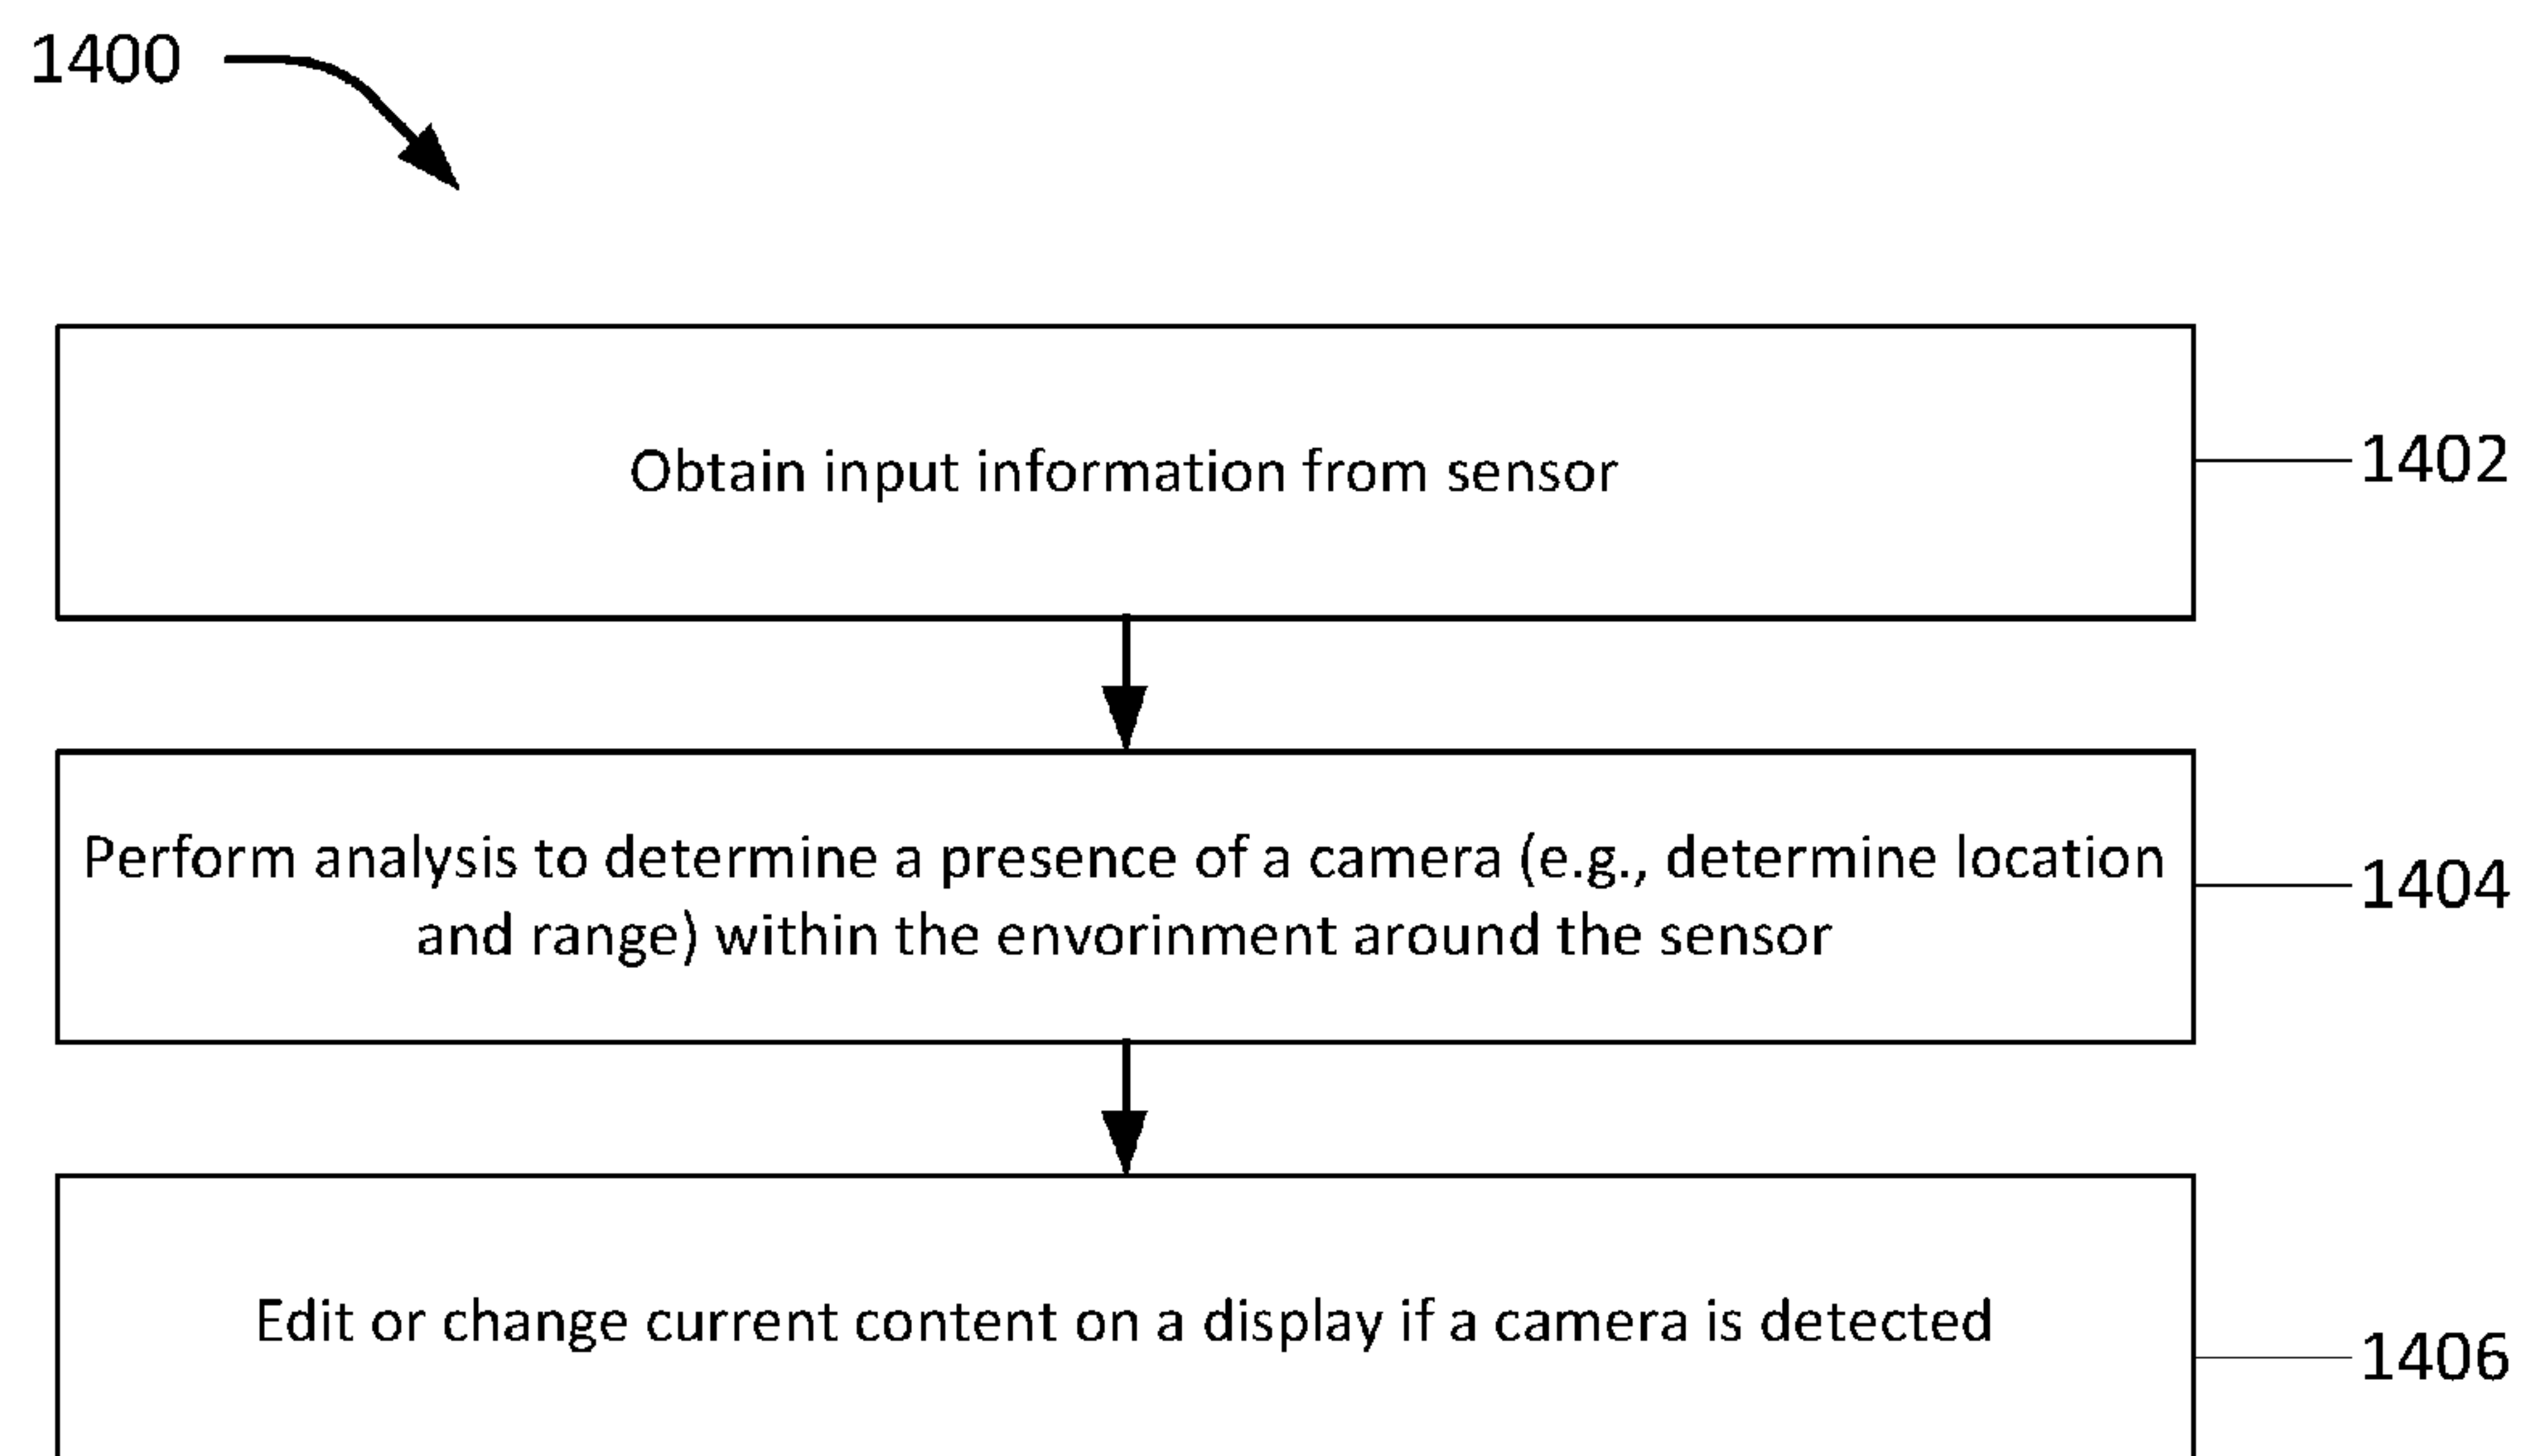 1400
Obtain input information from sensor
1402
Perform analysis to determine a presence of a camera (e.g., determine location
and range) within the envorinment around the sensor
1404
Edit or change current content on a display if a camera is detected
1406